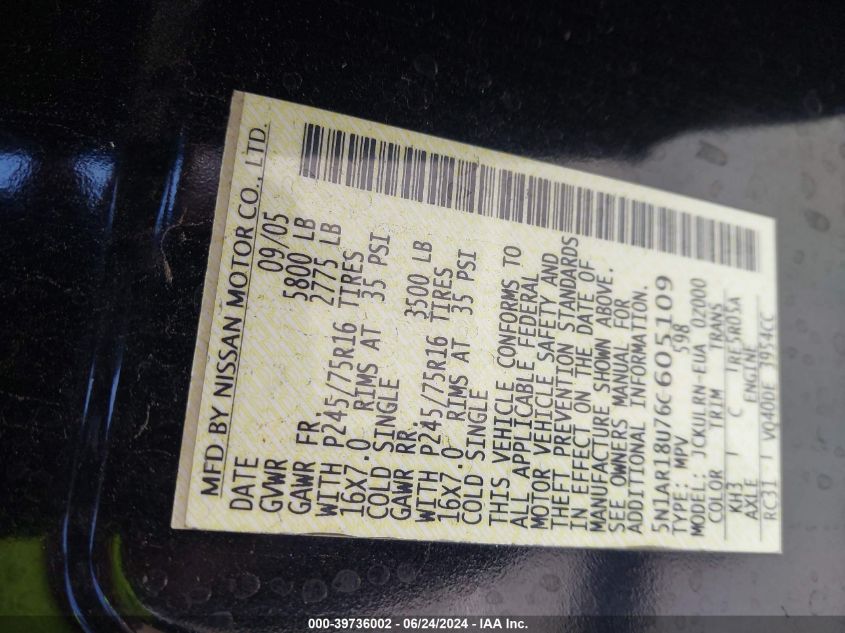 MFD BY NISSAN MOTOR CO., LTD.
DATE 09/05
GVWR 5800 LB
GAWR FR. 2775 LB
WITH P245/75R16 TIRES
16X7.0 RIMS AT 35 PSI
COLD SINGLE
GAWR RR. 3500 LB
WITH P245/75R16 TIRES
16X7.0 RIMS AT 35 PSI
COLD SINGLE
THIS VEHICLE CONFORMS TO
ALL APPLICABLE FEDERAL
MOTOR VEHICLE SAFETY AND
THEFT PREVENTION STANDARDS
IN EFFECT ON THE DATE OF
MANUFACTURE SHOWN ABOVE.
SEE OWNERS MANUAL FOR
ADDITIONAL INFORMATION.
5N1AR18U76C605109
TYPE: MPV 598
MODEL: JCKULRN-EUA 02000
COLOR TRIM TRANS
KH3 C RE5R05A
AXLE ENGINE
RC31 VQ40DE 3954CC
000-39736002 - 06/24/2024 - IAA Inc.